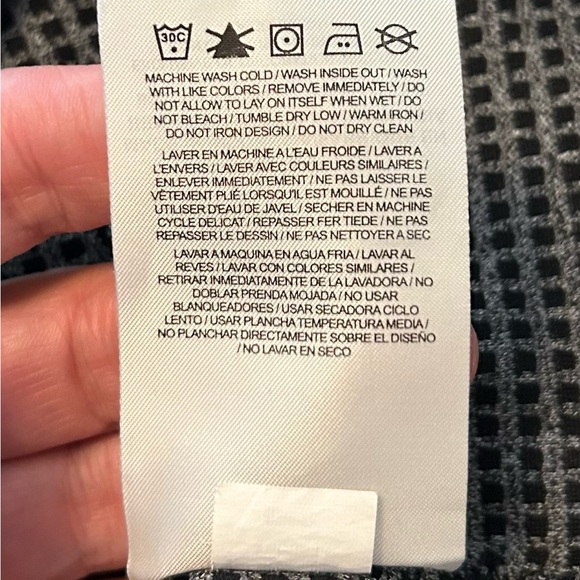 30C
MACHINE WASH COLD / WASH INSIDE OUT / WASH
WITH LIKE COLORS / REMOVE IMMEDIATELY / DO
NOT ALLOW TO LAY ON ITSELF WHEN WET / DO
NOT BLEACH / TUMBLE DRY LOW / WARM IRON /
DO NOT IRON DESIGN / DO NOT DRY CLEAN
LAVER EN MACHINE A L'EAU FROIDE / LAVER A
L'ENVERS / LAVER AVEC COULEURS SIMILAIRES /
ENLEVER IMMEDIATEMENT / NE PAS LAISSER LE
VÊTEMENT PLIÉ LORSQU'IL EST MOUILLÉ / NE PAS
UTILISER D'EAU DE JAVEL / SECHER EN MACHINE
CYCLE DELICAT / REPASSER FER TIEDE / NE PAS
REPASSER LE DESSIN / NE PAS NETTOYER A SEC
LAVAR A MAQUINA EN AGUA FRIA / LAVAR AL
REVES / LAVAR CON COLORES SIMILARES /
RETIRAR INMEDIATAMENTE DE LA LAVADORA / NO
DOBLAR PRENDA MOJADA / NO USAR
BLANQUEADORES / USAR SECADORA CICLO
LENTO / USAR PLANCHA TEMPERATURA MEDIA /
NO PLANCHAR DIRECTAMENTE SOBRE EL DISEÑO
/ NO LAVAR EN SECO